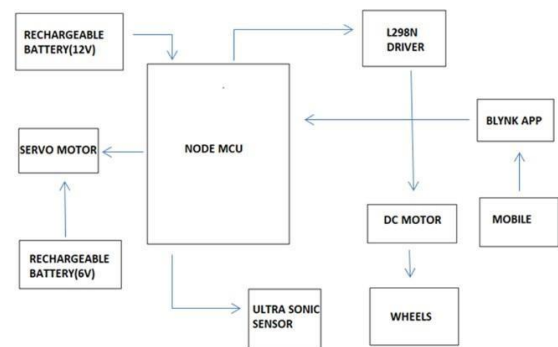 RECHARGEABLE
BATTERY(12V)
L298N
DRIVER
NODE MCU
BLYNK APP
SERVO MOTOR
DC MOTOR
MOBILE
RECHARGEABLE
BATTERY(6V)
ULTRA SONIC
SENSOR
WHEELS